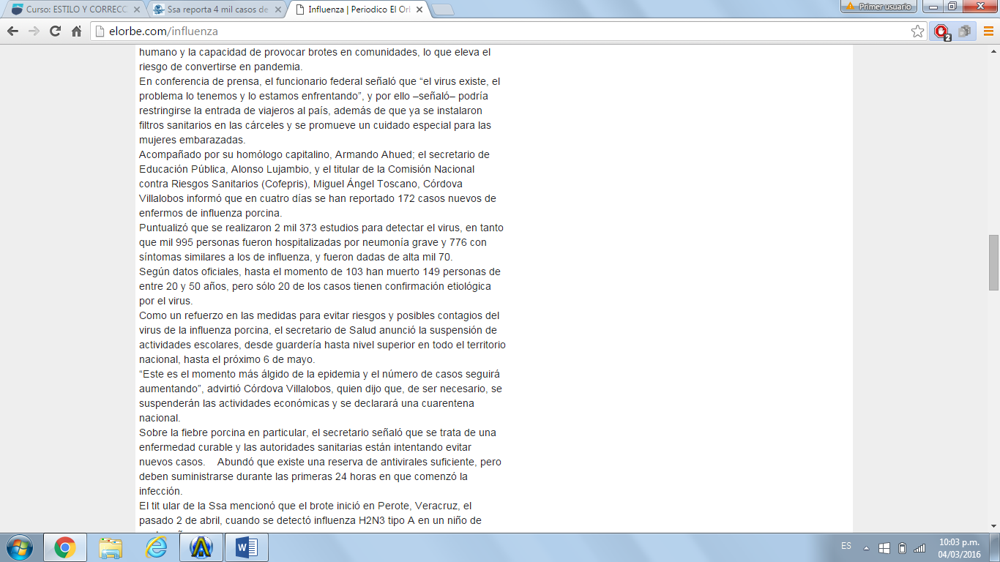 Curso: ESTILO Y CORRECC
Ssa reporta 4 mil casos de
Influenza | Periodico El Orl
Primer usuario
elorbe.com/influenza
2
humano y la capacidad de provocar brotes en comunidades, lo que eleva el
riesgo de convertirse en pandemia.
En conferencia de prensa, el funcionario federal señaló que “el virus existe, el
problema lo tenemos y lo estamos enfrentando”, y por ello –señaló– podría
restringirse la entrada de viajeros al país, además de que ya se instalaron
filtros sanitarios en las cárceles y se promueve un cuidado especial para las
mujeres embarazadas.
Acompañado por su homólogo capitalino, Armando Ahued; el secretario de
Educación Pública, Alonso Lujambio, y el titular de la Comisión Nacional
contra Riesgos Sanitarios (Cofepris), Miguel Ángel Toscano, Córdova
Villalobos informó que en cuatro días se han reportado 172 casos nuevos de
enfermos de influenza porcina.
Puntualizó que se realizaron 2 mil 373 estudios para detectar el virus, en tanto
que mil 995 personas fueron hospitalizadas por neumonía grave y 776 con
síntomas similares a los de influenza, y fueron dadas de alta mil 70.
Según datos oficiales, hasta el momento de 103 han muerto 149 personas de
entre 20 y 50 años, pero sólo 20 de los casos tienen confirmación etiológica
por el virus.
Como un refuerzo en las medidas para evitar riesgos y posibles contagios del
virus de la influenza porcina, el secretario de Salud anunció la suspensión de
actividades escolares, desde guardería hasta nivel superior en todo el territorio
nacional, hasta el próximo 6 de mayo.
“Este es el momento más álgido de la epidemia y el número de casos seguirá
aumentando”, advirtió Córdova Villalobos, quien dijo que, de ser necesario, se
suspenderán las actividades económicas y se declarará una cuarentena
nacional.
Sobre la fiebre porcina en particular, el secretario señaló que se trata de una
enfermedad curable y las autoridades sanitarias están intentando evitar
nuevos casos.    Abundó que existe una reserva de antivirales suficiente, pero
deben suministrarse durante las primeras 24 horas en que comenzó la
infección.
El tit ular de la Ssa mencionó que el brote inició en Perote, Veracruz, el
pasado 2 de abril, cuando se detectó influenza H2N3 tipo A en un niño de
ES
10:03 p.m.
04/03/2016